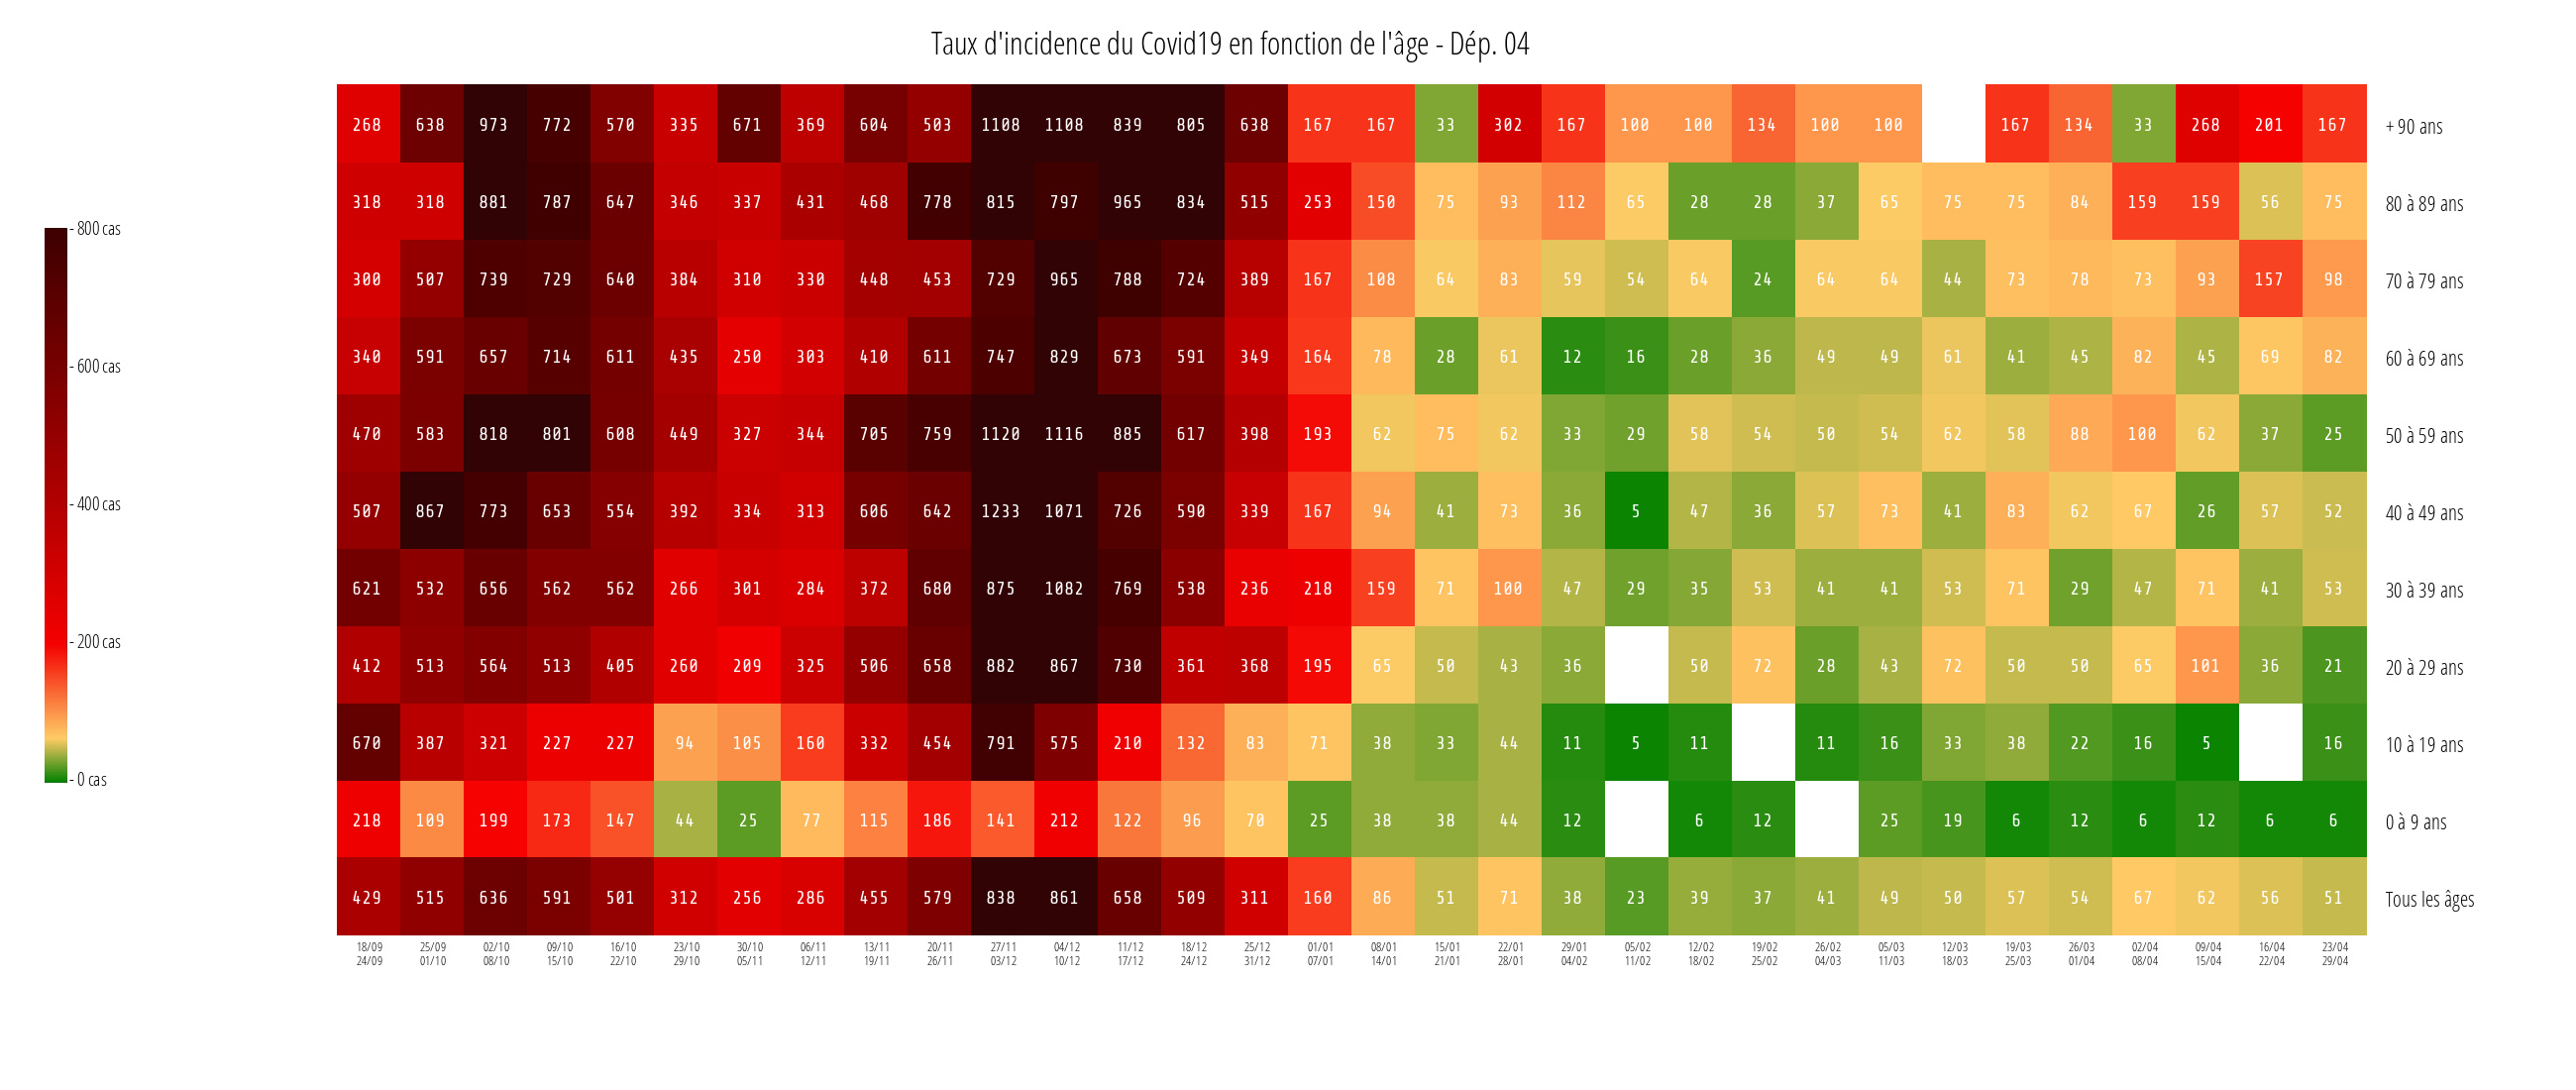 Taux d'incidence du Covid19 en fonction de l'âge - Dép. 04
- 800 cas
- 600 cas
- 400 cas
- 200 cas
- 0 cas
268 638 973 772 570 335 671 369 604 503 1108 1108 839 805 638 167 167 33 302 167 100 100 134 100 100 167 134 33 268 201 167 + 90 ans
318 318 881 787 647 346 337 431 468 778 815 797 965 834 515 253 150 75 93 112 65 28 28 37 65 75 75 84 159 159 56 75 80 à 89 ans
300 507 739 729 640 384 310 330 448 453 729 965 788 724 389 167 108 64 83 59 54 64 24 64 64 44 73 78 73 93 157 98 70 à 79 ans
340 591 657 714 611 435 250 303 410 611 747 829 673 591 349 164 78 28 61 12 16 28 36 49 49 61 41 45 82 45 69 82 60 à 69 ans
470 583 818 801 608 449 327 344 705 759 1120 1116 885 617 398 193 62 75 62 33 29 58 54 50 54 62 58 88 100 62 37 25 50 à 59 ans
507 867 773 653 554 392 334 313 606 642 1233 1071 726 590 339 167 94 41 73 36 5 47 36 57 73 41 83 62 67 26 57 52 40 à 49 ans
621 532 656 562 562 266 301 284 372 680 875 1082 769 538 236 218 159 71 100 47 29 35 53 41 41 53 71 29 47 71 41 53 30 à 39 ans
412 513 564 513 405 260 209 325 506 658 882 867 730 361 368 195 65 50 43 36 50 72 28 43 72 50 50 65 101 36 21 20 à 29 ans
670 387 321 227 227 94 105 160 332 454 791 575 210 132 83 71 38 33 44 11 5 11 11 16 33 38 22 16 5 16 10 à 19 ans
218 109 199 173 147 44 25 77 115 186 141 212 122 96 70 25 38 38 44 12 6 12 25 19 6 12 6 12 6 6 0 à 9 ans
429 515 636 591 501 312 256 286 455 579 838 861 658 509 311 160 86 51 71 38 23 39 37 41 49 50 57 54 67 62 56 51 Tous les âges
18/09 25/09 02/10 09/10 16/10 23/10 30/10 06/11 13/11 20/11 27/11 04/12 11/12 18/12 25/12 01/01 08/01 15/01 22/01 29/01 05/02 12/02 19/02 26/02 05/03 12/03 19/03 26/03 02/04 09/04 16/04 23/04
24/09 01/10 08/10 15/10 22/10 29/10 05/11 12/11 19/11 26/11 03/12 10/12 17/12 24/12 31/12 07/01 14/01 21/01 28/01 04/02 11/02 18/02 25/02 04/03 11/03 18/03 25/03 01/04 08/04 15/04 22/04 29/04